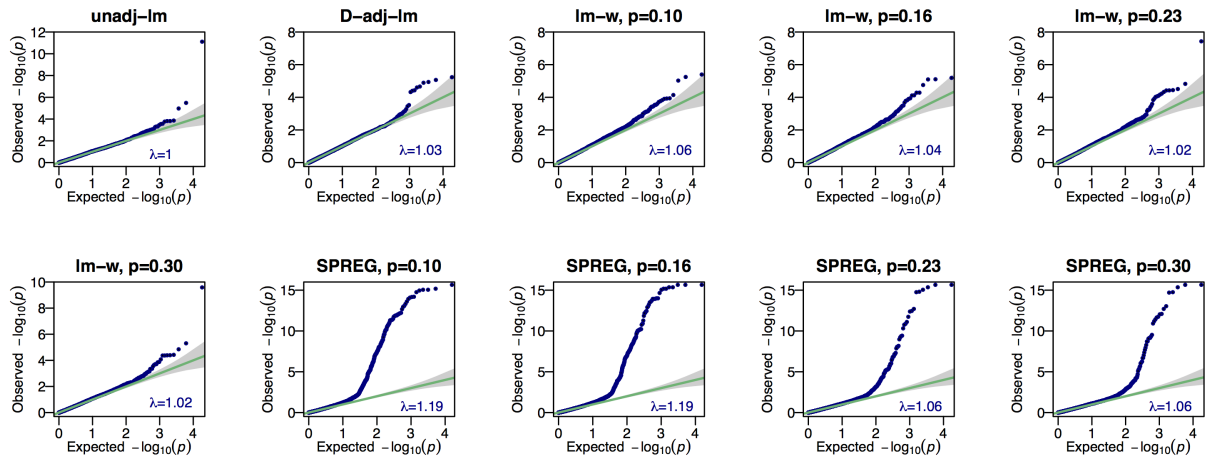 unadj−lm
D−adj−lm
lm−w, p=0.10
lm−w, p=0.16
lm−w, p=0.23
Observed −log10(p)
0 2 4 6 8 10 12
λ=1
0 1 2 3 4
Expected −log10(p)
Observed −log10(p)
0 2 4 6 8
λ=1.03
0 1 2 3 4
Expected −log10(p)
Observed −log10(p)
0 2 4 6 8
λ=1.06
0 1 2 3 4
Expected −log10(p)
Observed −log10(p)
0 2 4 6 8
λ=1.04
0 1 2 3 4
Expected −log10(p)
Observed −log10(p)
0 2 4 6 8
λ=1.02
0 1 2 3 4
Expected −log10(p)
lm−w, p=0.30
SPREG, p=0.10
SPREG, p=0.16
SPREG, p=0.23
SPREG, p=0.30
Observed −log10(p)
0 2 4 6 8 10
λ=1.02
0 1 2 3 4
Expected −log10(p)
Observed −log10(p)
0 5 10 15
λ=1.19
0 1 2 3 4
Expected −log10(p)
Observed −log10(p)
0 5 10 15
λ=1.19
0 1 2 3 4
Expected −log10(p)
Observed −log10(p)
0 5 10 15
λ=1.06
0 1 2 3 4
Expected −log10(p)
Observed −log10(p)
0 5 10 15
λ=1.06
0 1 2 3 4
Expected −log10(p)